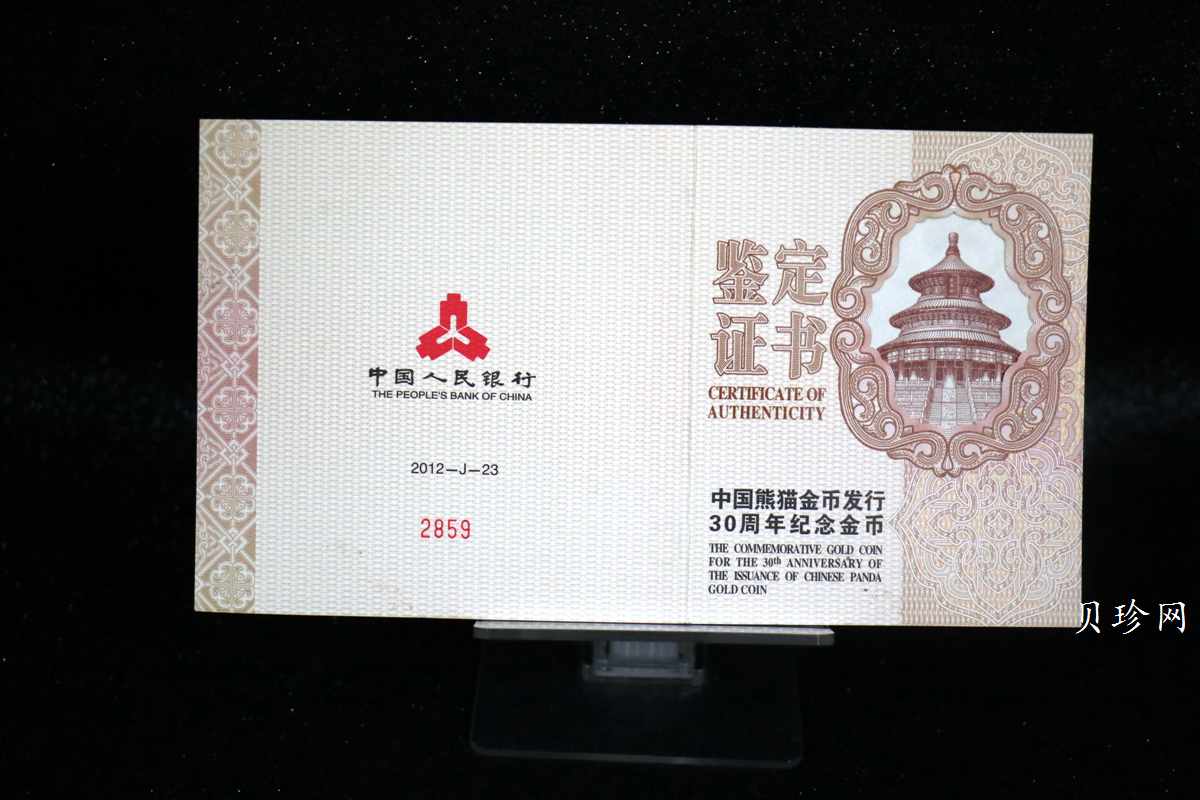 中国人民银行
THE PEOPLE'S BANK OF CHINA
2012-J-23
2859
鉴定
证书
CERTIFICATE OF
AUTHENTICITY
中国熊猫金币发行
30周年纪念金币
THE COMMEMORATIVE GOLD COIN
FOR THE 30th ANNIVERSARY OF
THE ISSUANCE OF CHINESE PANDA
GOLD COIN
贝珍网